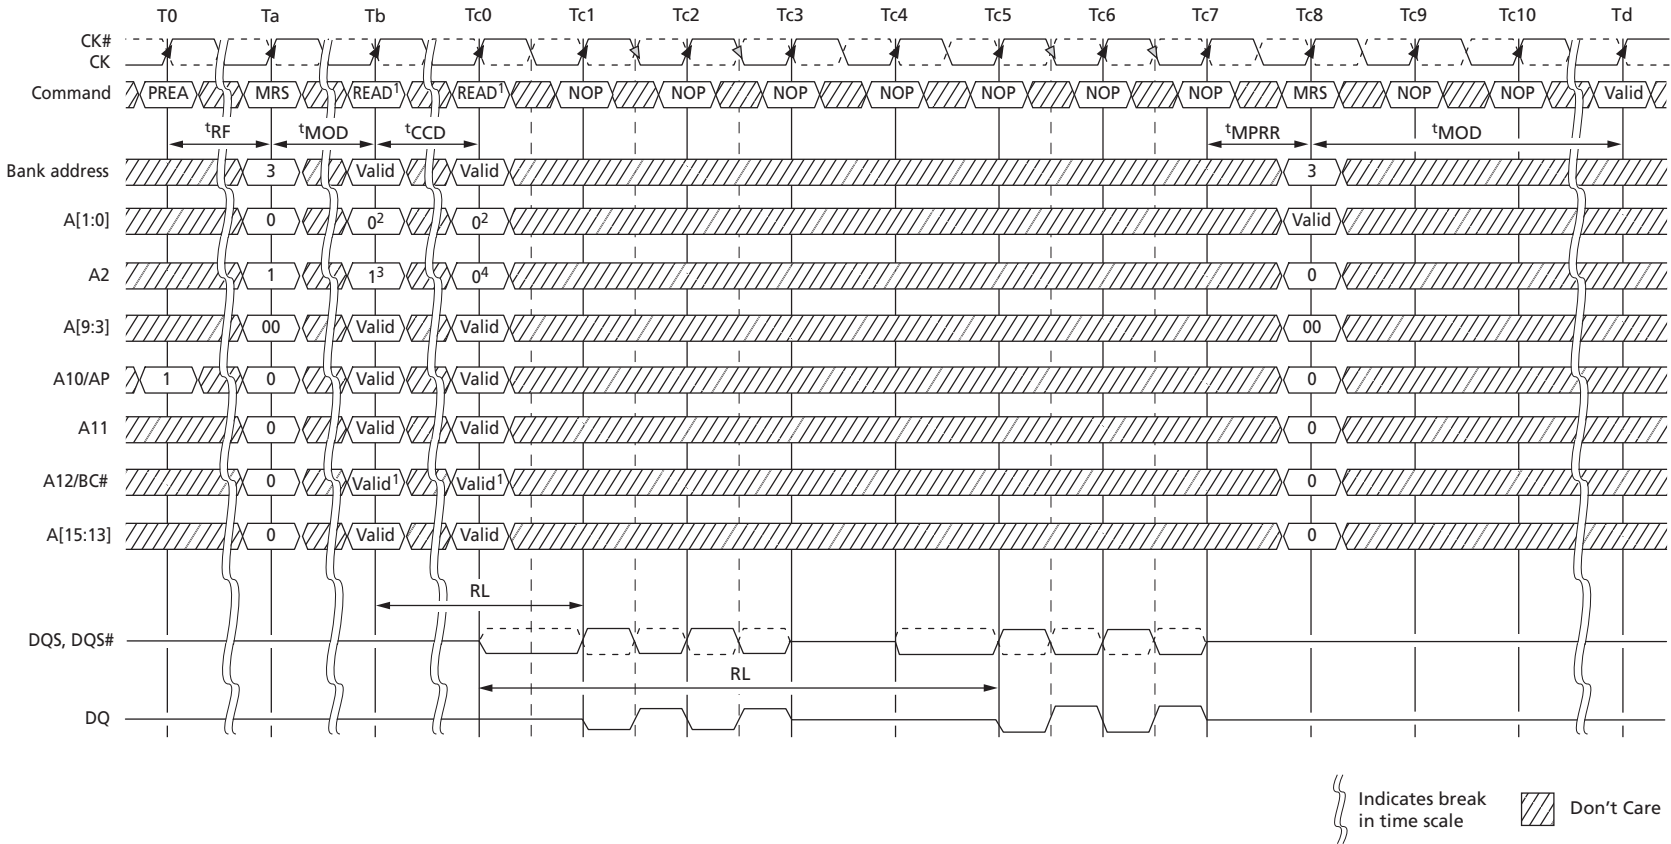 T0 Ta Tb Tc0 Tc1 Tc2 Tc3 Tc4 Tc5 Tc6 Tc7 Tc8 Tc9 Tc10 Td
CK#
CK
Command PREA MRS READ¹ READ¹ NOP NOP NOP NOP NOP NOP NOP MRS NOP NOP Valid
ᵗRF ᵗMOD ᵗCCD ᵗMPRR ᵗMOD
Bank address 3 Valid Valid 3
A[1:0] 0 0² 0² Valid
A2 1 1³ 0⁴ 0
A[9:3] 00 Valid Valid 00
A10/AP 1 0 Valid Valid 0
A11 0 Valid Valid 0
A12/BC# 0 Valid¹ Valid¹ 0
A[15:13] 0 Valid Valid 0
RL
DQS, DQS#
RL
DQ
Indicates break
in time scale
Don't Care